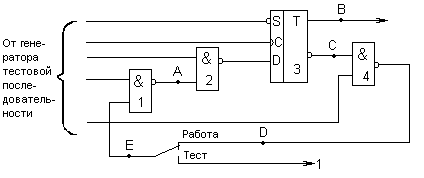 B
От гене-
ратора
тестовой
после-
дователь-
ности
S
T
C
D
3
&
1
A
&
2
C
&
4
E
Работа
D
Тест
1